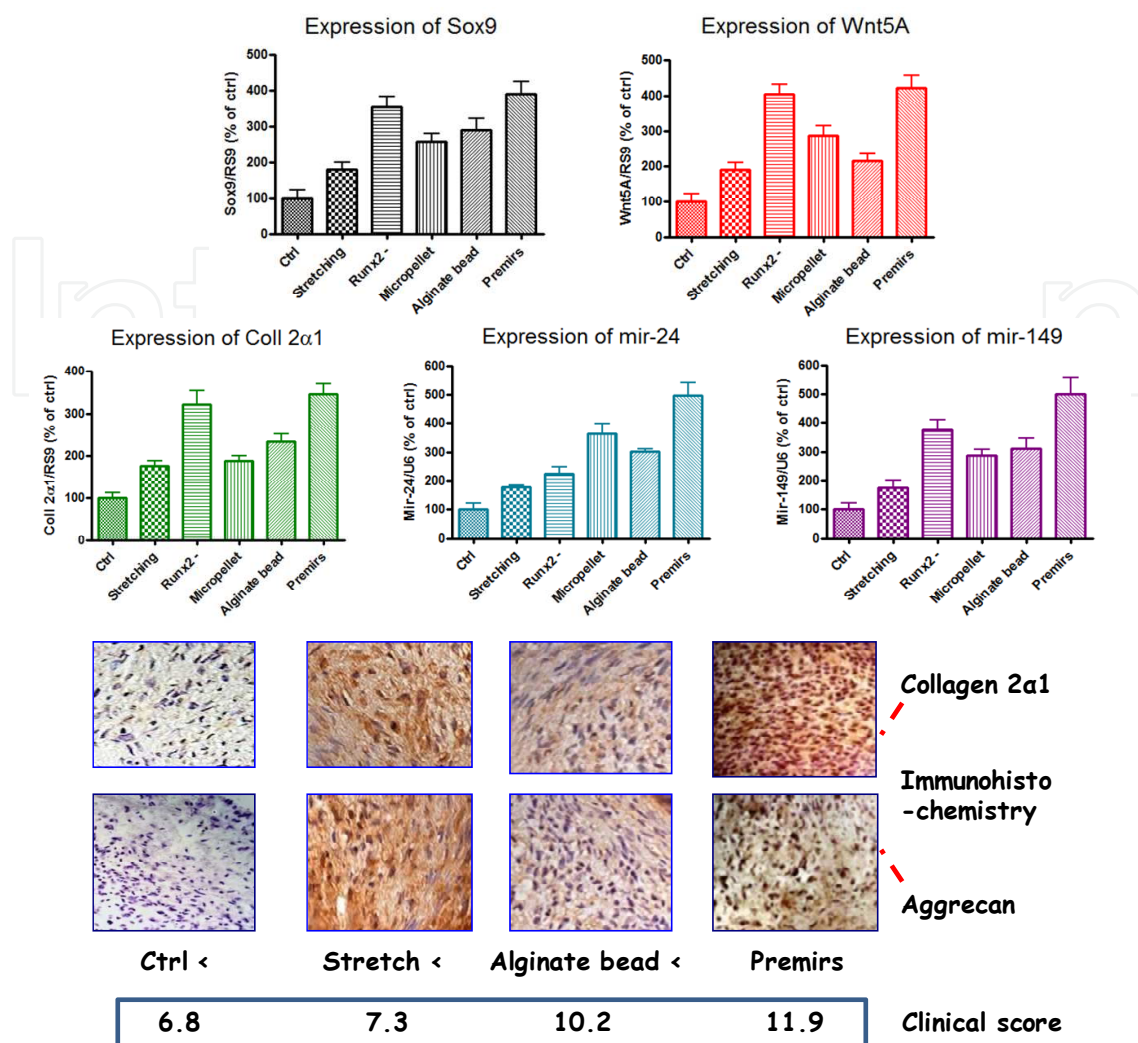 Expression of Sox9
Sox9/RS9 (% of ctrl)
500
400
300
200
100
0
Ctrl
Stretching
Runx2 -
Micropellet
Alginate bead
Premirs
Expression of Wnt5A
Wnt5A/RS9 (% of ctrl)
500
400
300
200
100
0
Ctrl
Stretching
Runx2 -
Micropellet
Alginate bead
Premirs
Expression of Coll 2α1
Coll 2α1/RS9 (% of ctrl)
400
300
200
100
0
Ctrl
Stretching
Runx2 -
Micropellet
Alginate bead
Premirs
Expression of mir-24
Mir-24/U6 (% of ctrl)
600
500
400
300
200
100
0
Ctrl
Stretching
Runx2 -
Micropellet
Alginate bead
Premirs
Expression of mir-149
Mir-149/U6 (% of ctrl)
600
500
400
300
200
100
0
Ctrl
Stretching
Runx2 -
Micropellet
Alginate bead
Premirs
Collagen 2α1
Immunohisto
-chemistry
Aggrecan
Ctrl < Stretch < Alginate bead < Premirs
6.8 7.3 10.2 11.9 Clinical score